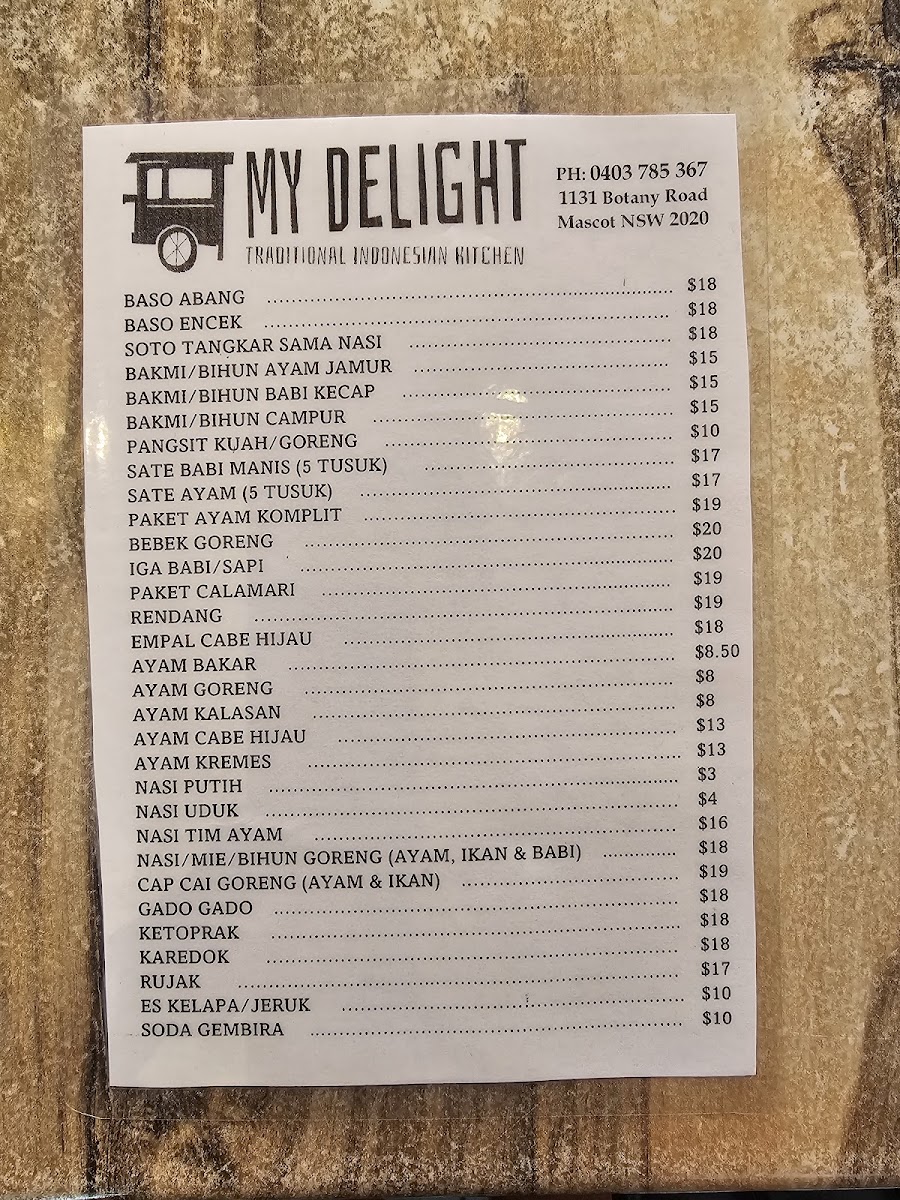 MY DELIGHT
TRADITIONAL INDONESIAN KITCHEN
PH: 0403 785 367
1131 Botany Road
Mascot NSW 2020
BASO ABANG ........ $18
BASO ENCEK ........ $18
SOTO TANGKAR SAMA NASI ........ $18
BAKMI/BIHUN AYAM JAMUR ........ $15
BAKMI/BIHUN BABI KECAP ........ $15
BAKMI/BIHUN CAMPUR ........ $15
PANGSIT KUAH/GORENG ........ $10
SATE BABI MANIS (5 TUSUK) ........ $17
SATE AYAM (5 TUSUK) ........ $17
PAKET AYAM KOMPLIT ........ $19
BEBEK GORENG ........ $20
IGA BABI/SAPI ........ $20
PAKET CALAMARI ........ $19
RENDANG ........ $19
EMPAL CABE HIJAU ........ $18
AYAM BAKAR ........ $8.50
AYAM GORENG ........ $8
AYAM KALASAN ........ $8
AYAM CABE HIJAU ........ $13
AYAM KREMES ........ $13
NASI PUTIH ........ $3
NASI UDUK ........ $4
NASI TIM AYAM ........ $16
NASI/MIE/BIHUN GORENG (AYAM, IKAN & BABI) ........ $18
CAP CAI GORENG (AYAM & IKAN) ........ $19
GADO GADO ........ $18
KETOPRAK ........ $18
KAREDOK ........ $18
RUJAK ........ $17
ES KELAPA/JERUK ........ $10
SODA GEMBIRA ........ $10